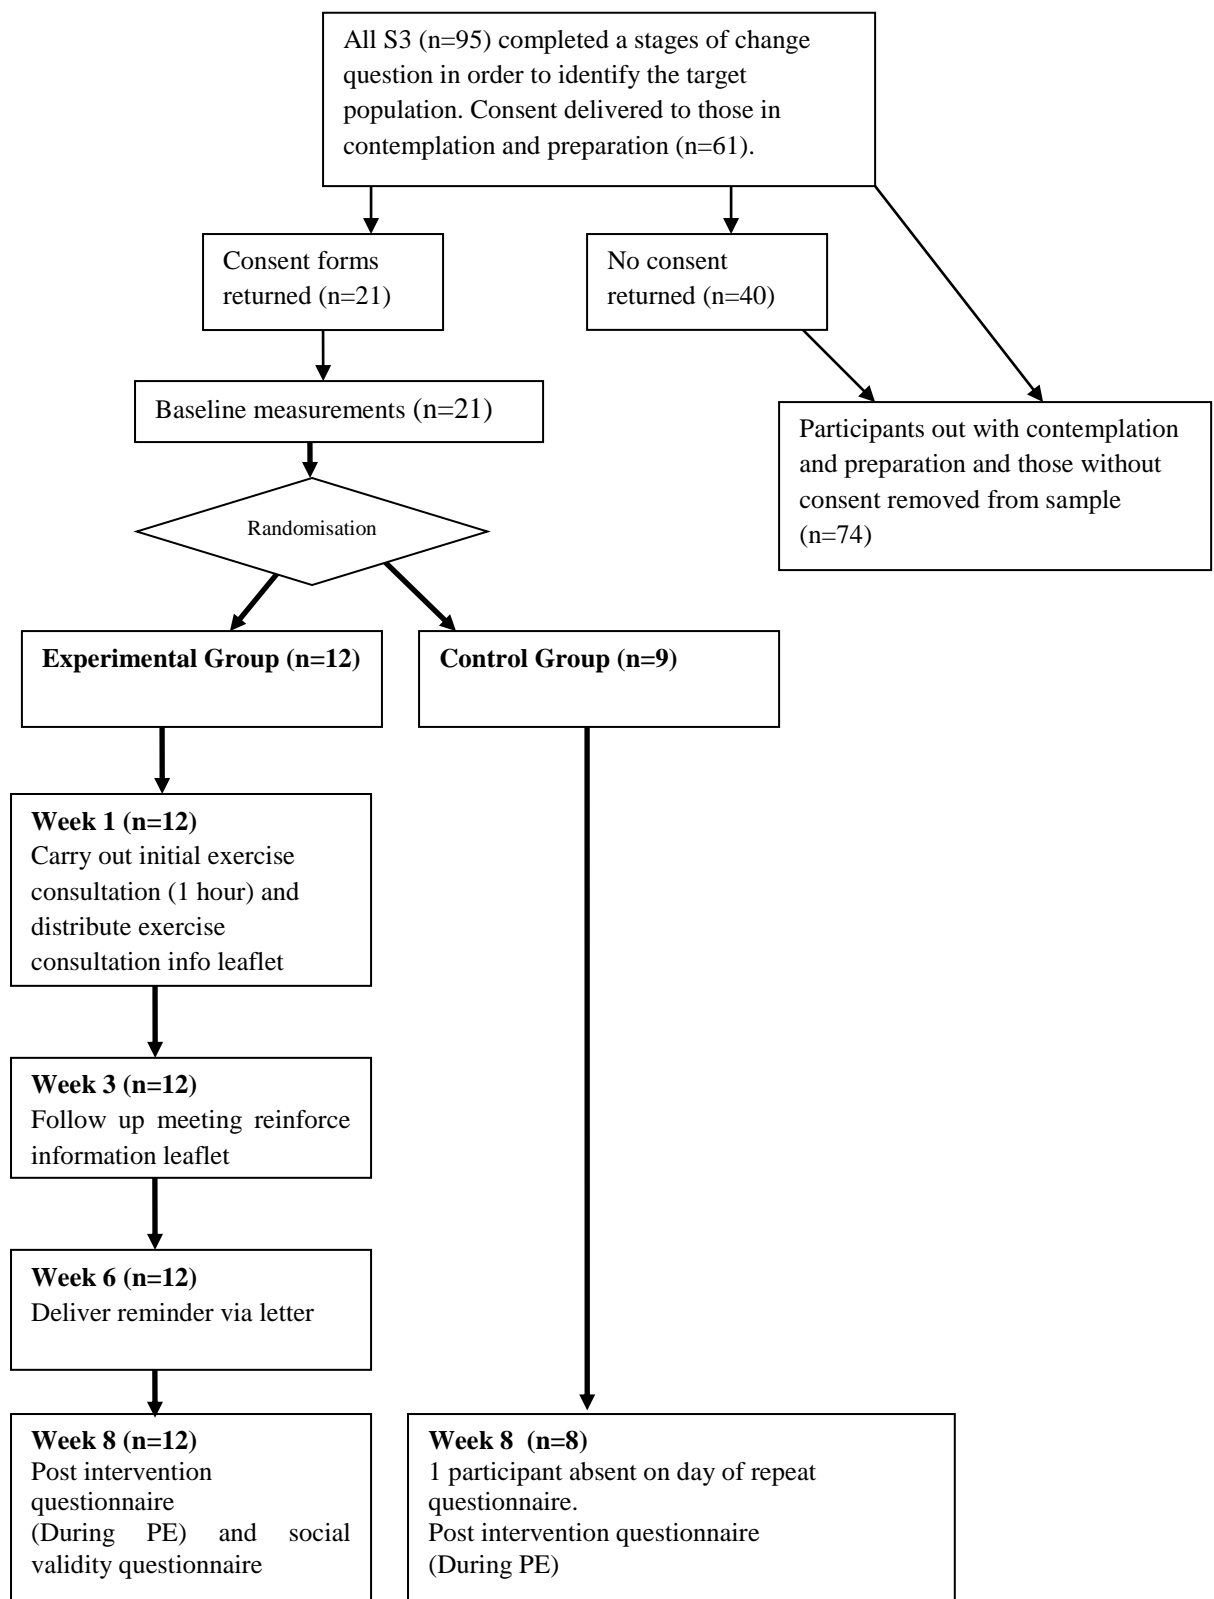 All S3 (n=95) completed a stages of change
question in order to identify the target
population. Consent delivered to those in
contemplation and preparation (n=61).
Consent forms
returned (n=21)
No consent
returned (n=40)
Baseline measurements (n=21)
Participants out with contemplation
and preparation and those without
consent removed from sample
(n=74)
Randomisation
Experimental Group (n=12)
Control Group (n=9)
Week 1 (n=12)
Carry out initial exercise
consultation (1 hour) and
distribute exercise
consultation info leaflet
Week 3 (n=12)
Follow up meeting reinforce
information leaflet
Week 6 (n=12)
Deliver reminder via letter
Week 8 (n=12)
Post intervention
questionnaire
(During PE) and social
validity questionnaire
Week 8 (n=8)
1 participant absent on day of repeat
questionnaire.
Post intervention questionnaire
(During PE)